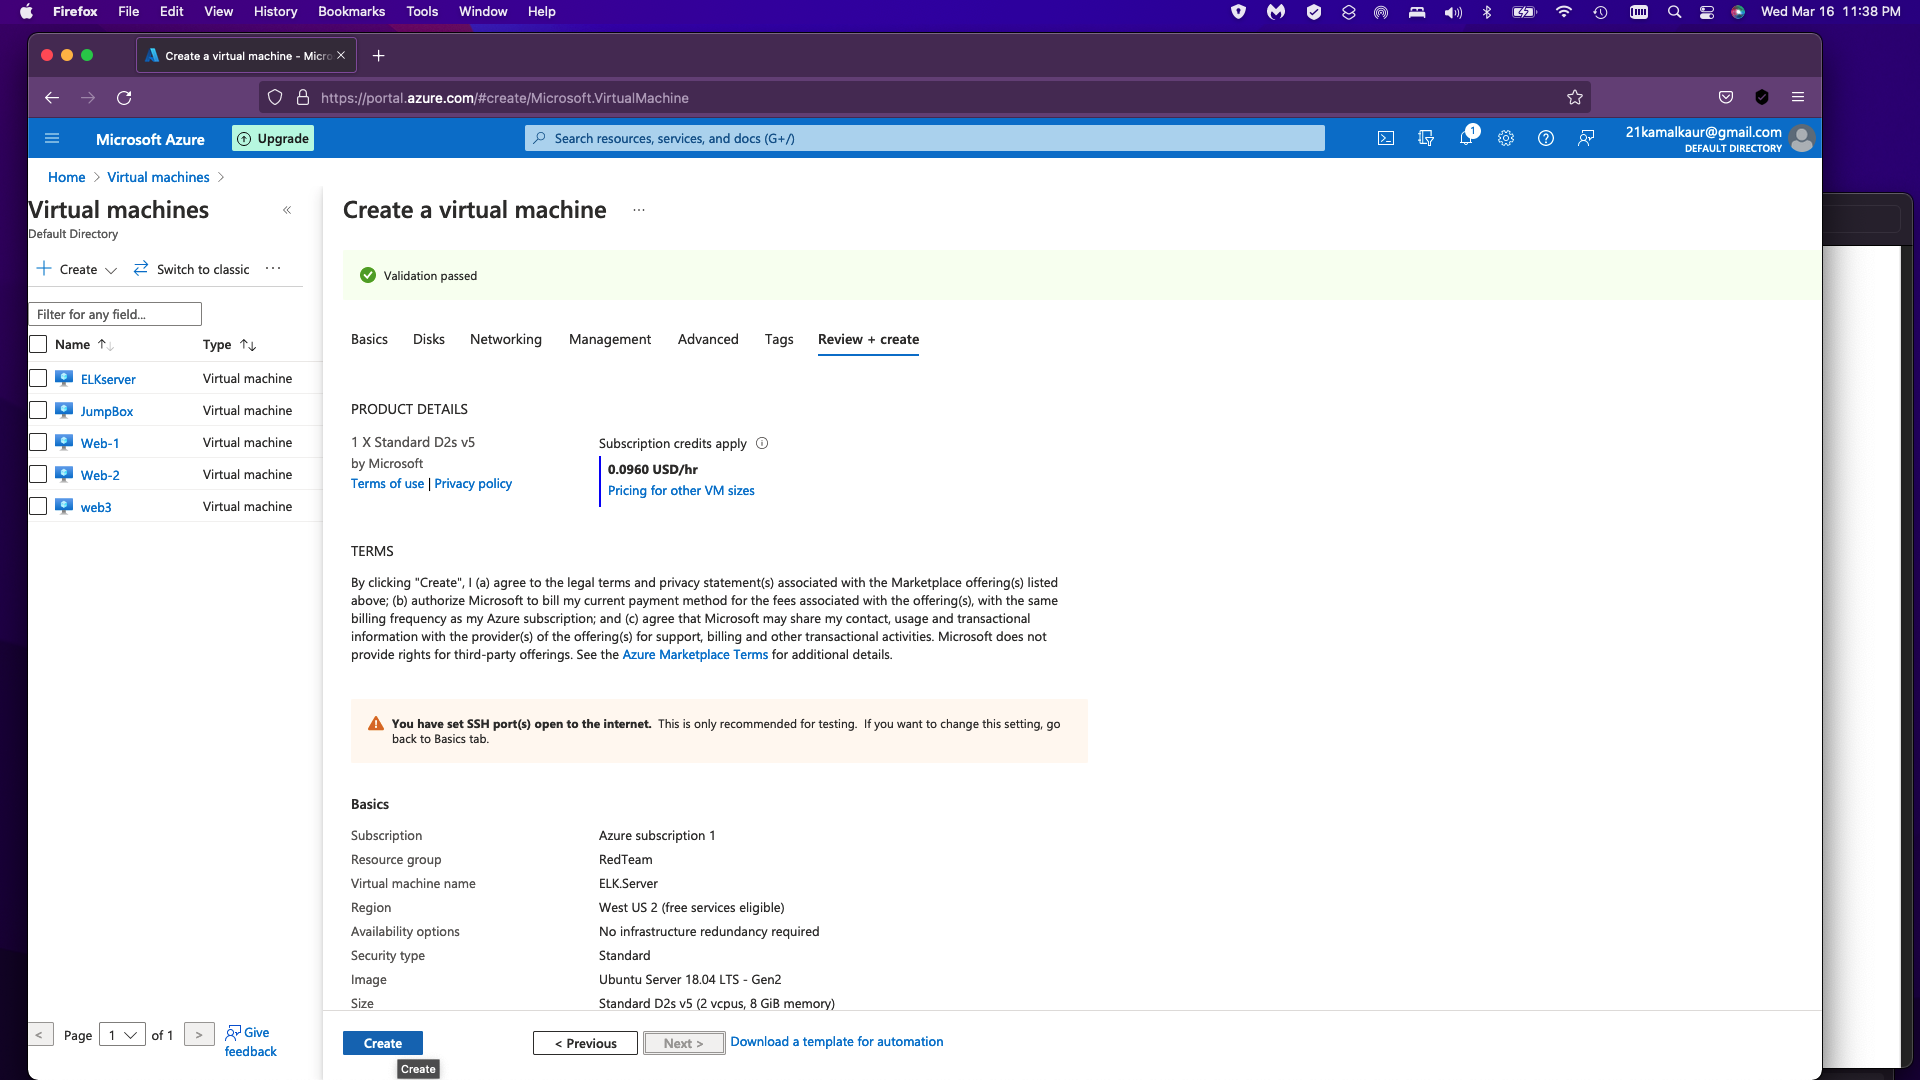 Firefox File Edit View History Bookmarks Tools Window Help Wed Mar 16 11:38 PM
Create a virtual machine - Micro
https://portal.azure.com/#create/Microsoft.VirtualMachine
Microsoft Azure Upgrade Search resources, services, and docs (G+/) 1 21kamalkaur@gmail.com
DEFAULT DIRECTORY
Home > Virtual machines >
Virtual machines «
Default Directory
Create Switch to classic ...
Filter for any field...
Name Type
ELKserver Virtual machine
JumpBox Virtual machine
Web-1 Virtual machine
Web-2 Virtual machine
web3 Virtual machine
< Page 1 of 1 > Give feedback
Create a virtual machine ...
Validation passed
Basics Disks Networking Management Advanced Tags Review + create
PRODUCT DETAILS
1 X Standard D2s v5
by Microsoft
Terms of use | Privacy policy
Subscription credits apply
0.0960 USD/hr
Pricing for other VM sizes
TERMS
By clicking "Create", I (a) agree to the legal terms and privacy statement(s) associated with the Marketplace offering(s) listed
above; (b) authorize Microsoft to bill my current payment method for the fees associated with the offering(s), with the same
billing frequency as my Azure subscription; and (c) agree that Microsoft may share my contact, usage and transactional
information with the provider(s) of the offering(s) for support, billing and other transactional activities. Microsoft does not
provide rights for third-party offerings. See the Azure Marketplace Terms for additional details.
You have set SSH port(s) open to the internet. This is only recommended for testing. If you want to change this setting, go
back to Basics tab.
Basics
Subscription Azure subscription 1
Resource group RedTeam
Virtual machine name ELK.Server
Region West US 2 (free services eligible)
Availability options No infrastructure redundancy required
Security type Standard
Image Ubuntu Server 18.04 LTS - Gen2
Size Standard D2s v5 (2 vcpus, 8 GiB memory)
Create < Previous Next > Download a template for automation
Create